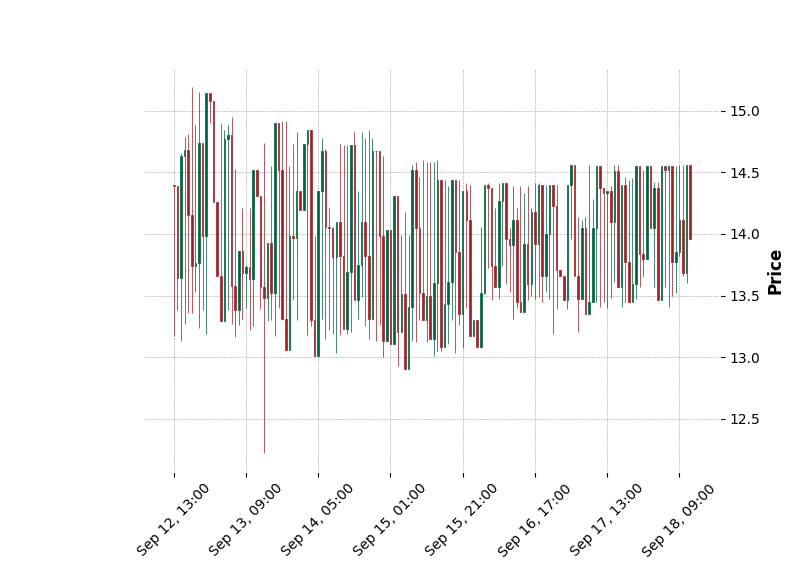 15.0
14.5
14.0
13.5
13.0
12.5
Price
Sep 12, 13:00
Sep 13, 09:00
Sep 14, 05:00
Sep 15, 01:00
Sep 15, 21:00
Sep 16, 17:00
Sep 17, 13:00
Sep 18, 09:00